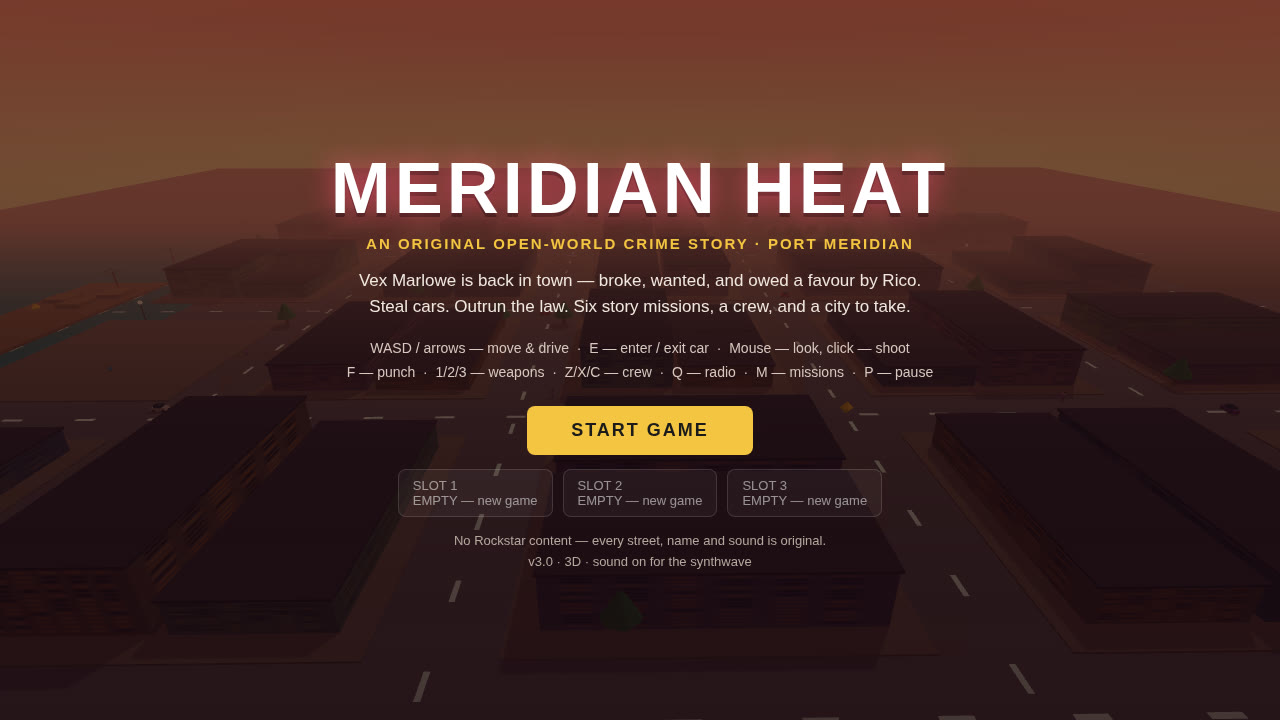 MERIDIAN HEAT
AN ORIGINAL OPEN-WORLD CRIME STORY · PORT MERIDIAN
Vex Marlowe is back in town — broke, wanted, and owed a favour by Rico.
Steal cars. Outrun the law. Six story missions, a crew, and a city to take.
WASD / arrows — move & drive · E — enter / exit car · Mouse — look, click — shoot
F — punch · 1/2/3 — weapons · Z/X/C — crew · Q — radio · M — missions · P — pause
START GAME
SLOT 1
EMPTY — new game
SLOT 2
EMPTY — new game
SLOT 3
EMPTY — new game
No Rockstar content — every street, name and sound is original.
v3.0 · 3D · sound on for the synthwave